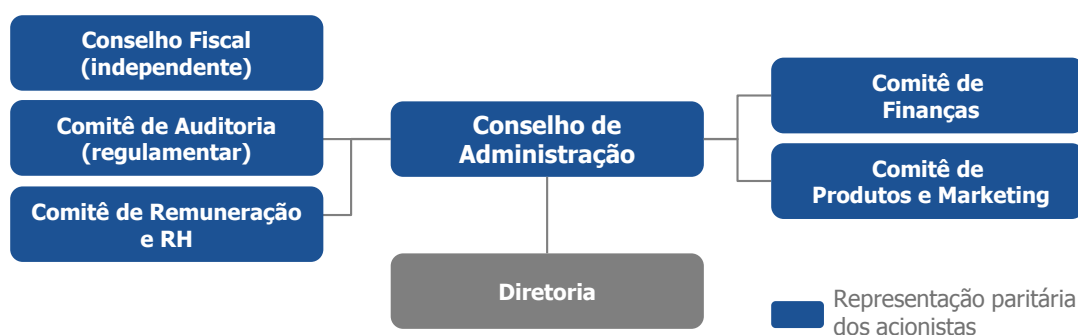 Conselho Fiscal
(independente)
Comitê de Auditoria
(regulamentar)
Comitê de Remuneração
e RH
Conselho de
Administração
Diretoria
Comitê de
Finanças
Comitê de
Produtos e Marketing
Representação paritária
dos acionistas